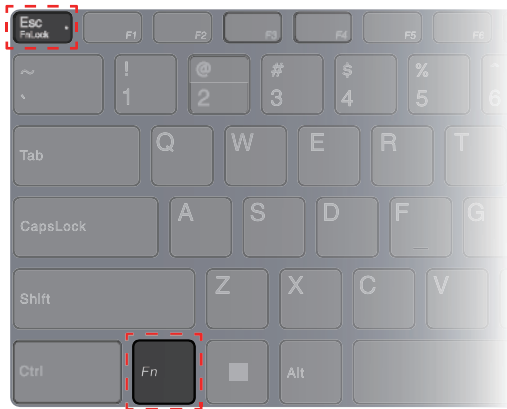 Esc
FnLock
F1
F2
F3
F4
F5
F6
~
`
!
1
@
2
#
3
$
4
%
5
^
6
Tab
Q
W
E
R
T
CapsLock
A
S
D
F
G
Shift
Z
X
C
V
Ctrl
Fn
Alt